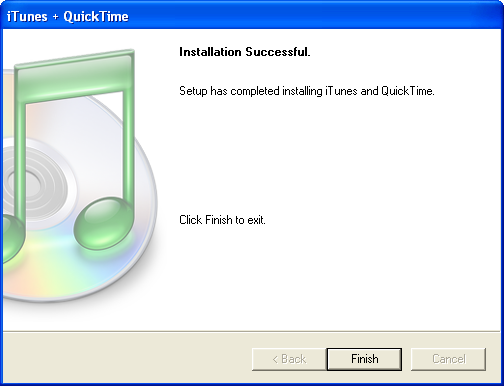 iTunes + QuickTime
Installation Successful.
Setup has completed installing iTunes and QuickTime.
Click Finish to exit.
< Back
Finish
Cancel